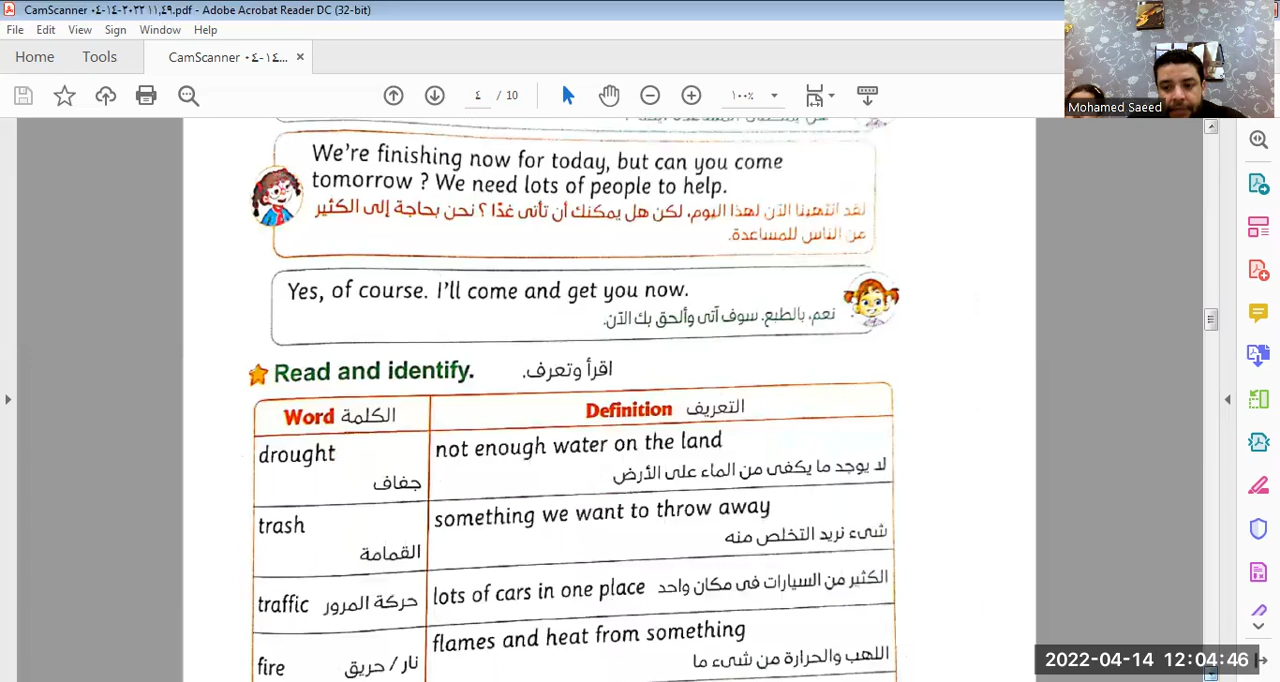 CamScanner ٠٤-١٤-٢٠٢٢ ١١,٤٩.pdf - Adobe Acrobat Reader DC (32-bit)
File Edit View Sign Window Help
Home Tools CamScanner ٠٤-١٤... ×
٤ / 10 ١٠٠%
Mohamed Saeed
We're finishing now for today, but can you come
tomorrow ? We need lots of people to help.
لقد انتهينا الآن لهذا اليوم، لكن هل يمكنك أن تأتى غدًا ؟ نحن بحاجة إلى الكثير
من الناس للمساعدة.
Yes, of course. I'll come and get you now.
نعم، بالطبع. سوف آتى وألحق بك الآن.
Read and identify. اقرأ وتعرف.
Word الكلمة Definition التعريف
drought not enough water on the land
جفاف لا يوجد ما يكفى من الماء على الأرض
trash something we want to throw away
القمامة شىء نريد التخلص منه
traffic حركة المرور lots of cars in one place الكثير من السيارات فى مكان واحد
flames and heat from something
fire نار / حريق اللهب والحرارة من شىء ما
2022-04-14 12:04:46